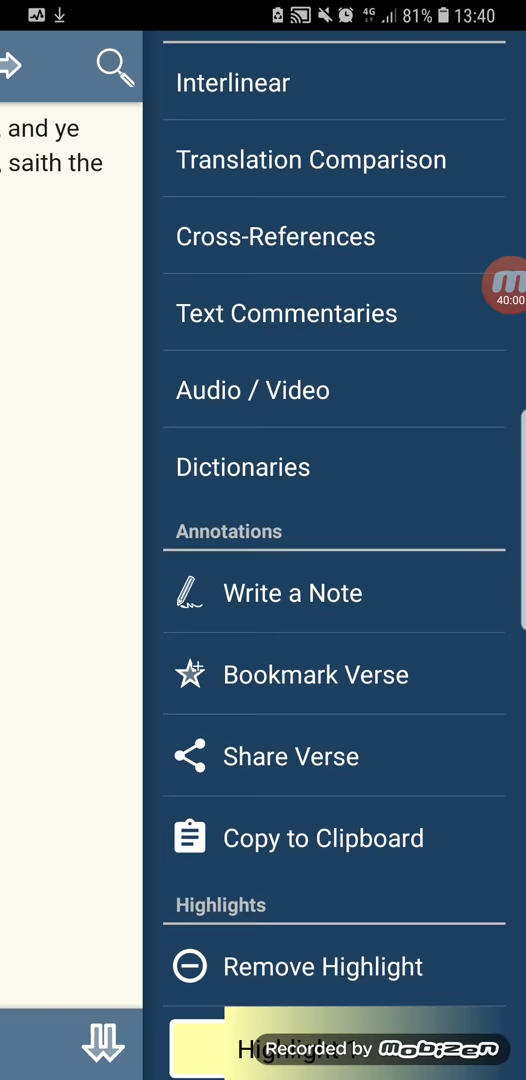 4G 81% 13:40
Interlinear
, and ye
, saith the
Translation Comparison
Cross-References
40:00
Text Commentaries
Audio / Video
Dictionaries
Annotations
Write a Note
Bookmark Verse
Share Verse
Copy to Clipboard
Highlights
Remove Highlight
Recorded by mobizen